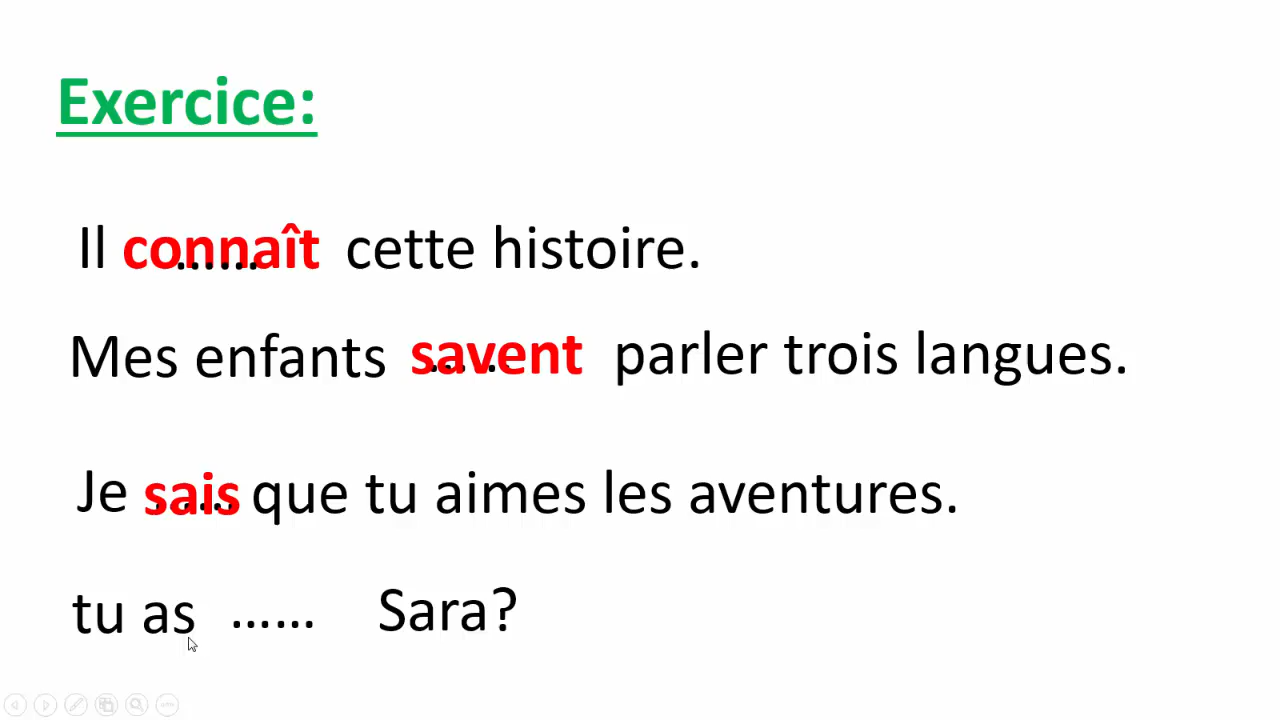 Exercice:
Il connaît cette histoire.
Mes enfants savent parler trois langues.
Je sais que tu aimes les aventures.
tu as ...... Sara?